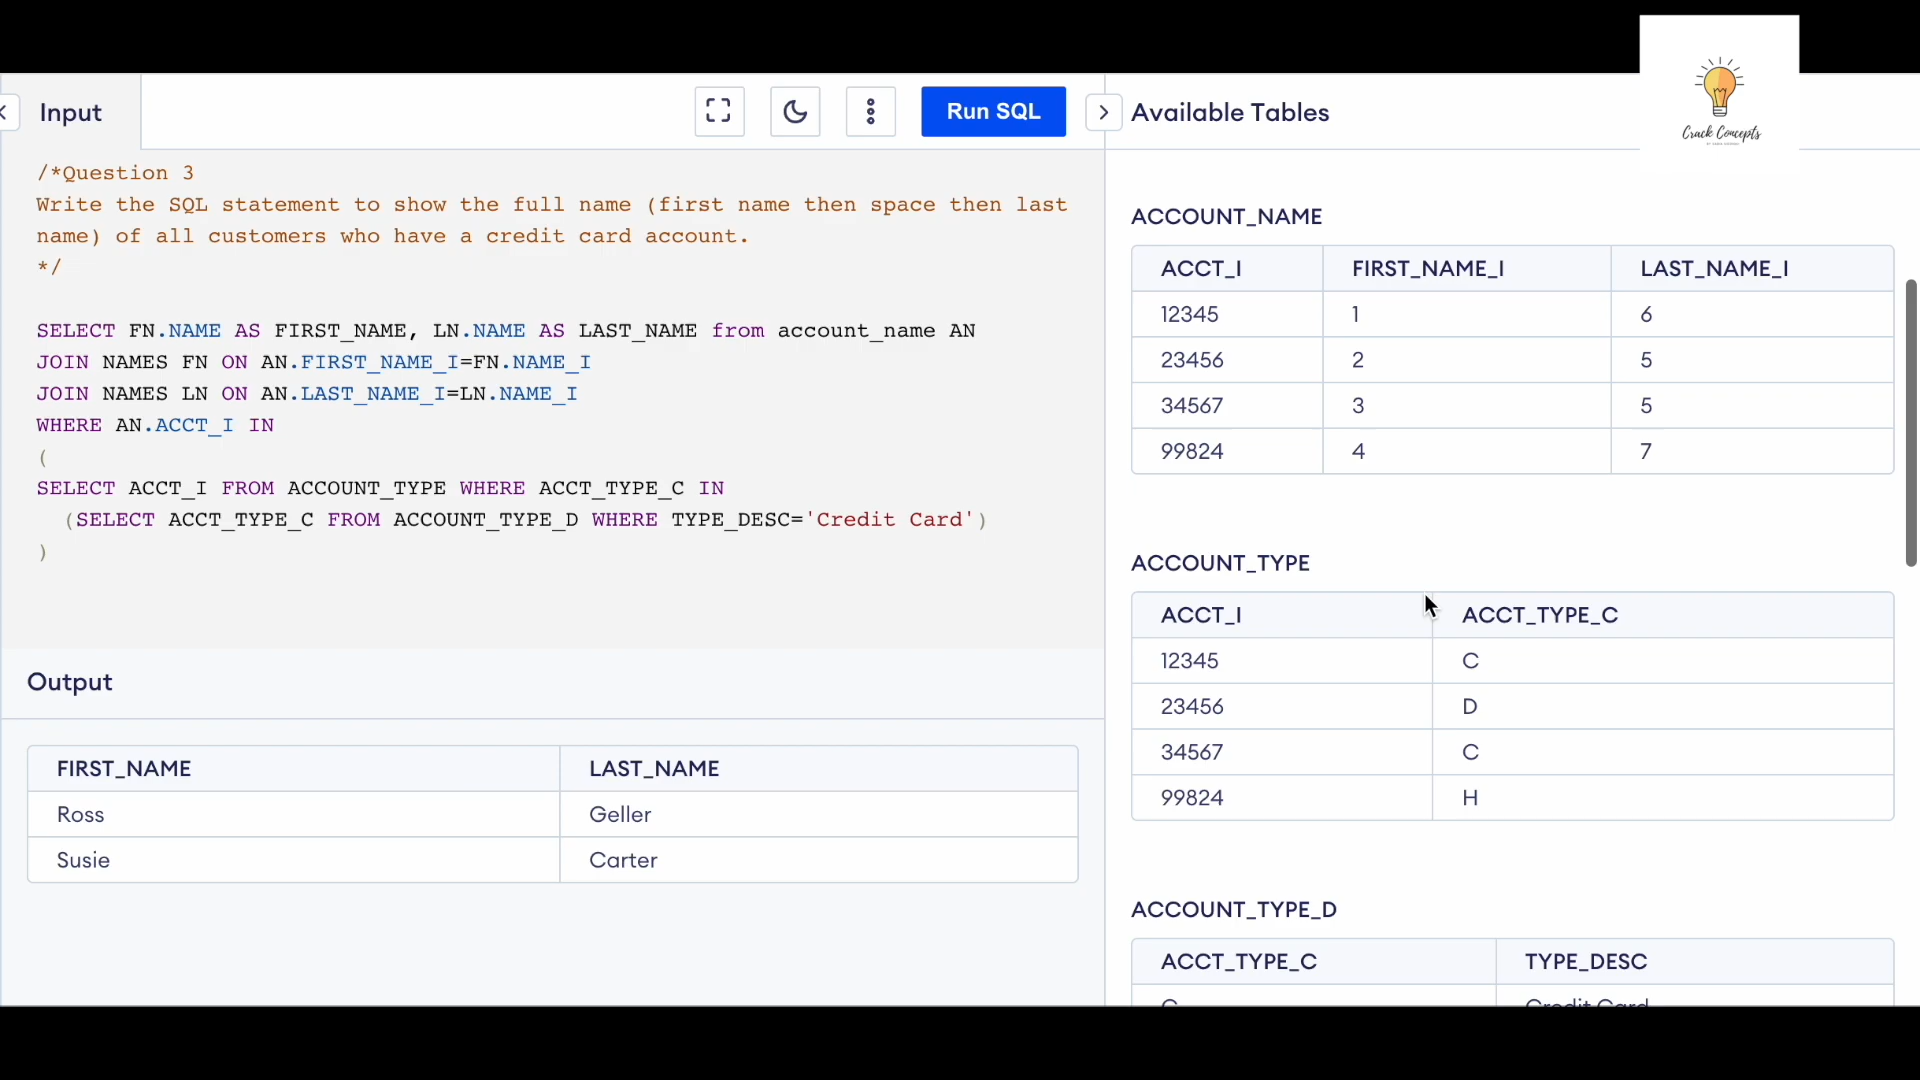 Input
Run SQL
Available Tables
Crack Concepts
/*Question 3
Write the SQL statement to show the full name (first name then space then last
name) of all customers who have a credit card account.
*/
SELECT FN.NAME AS FIRST_NAME, LN.NAME AS LAST_NAME from account_name AN
JOIN NAMES FN ON AN.FIRST_NAME_I=FN.NAME_I
JOIN NAMES LN ON AN.LAST_NAME_I=LN.NAME_I
WHERE AN.ACCT_I IN
(
SELECT ACCT_I FROM ACCOUNT_TYPE WHERE ACCT_TYPE_C IN
(SELECT ACCT_TYPE_C FROM ACCOUNT_TYPE_D WHERE TYPE_DESC='Credit Card')
)
Output
FIRST_NAME LAST_NAME
Ross Geller
Susie Carter
ACCOUNT_NAME
ACCT_I FIRST_NAME_I LAST_NAME_I
12345 1 6
23456 2 5
34567 3 5
99824 4 7
ACCOUNT_TYPE
ACCT_I ACCT_TYPE_C
12345 C
23456 D
34567 C
99824 H
ACCOUNT_TYPE_D
ACCT_TYPE_C TYPE_DESC
C Credit Card